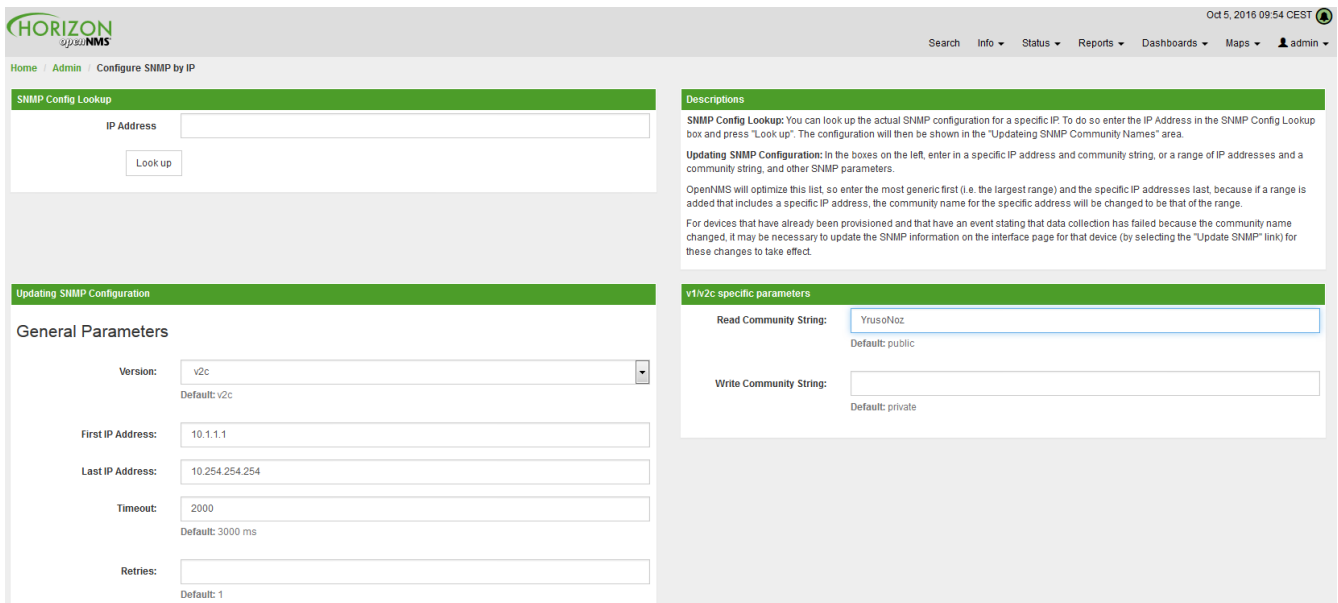 HORIZON
openNMS
Oct 5, 2016 09:54 CEST
Search Info Status Reports Dashboards Maps admin
Home / Admin / Configure SNMP by IP
SNMP Config Lookup
IP Address
Look up
Descriptions
SNMP Config Lookup: You can look up the actual SNMP configuration for a specific IP. To do so enter the IP Address in the SNMP Config Lookup
box and press "Look up". The configuration will then be shown in the "Updateing SNMP Community Names" area.
Updating SNMP Configuration: In the boxes on the left, enter in a specific IP address and community string, or a range of IP addresses and a
community string, and other SNMP parameters.
OpenNMS will optimize this list, so enter the most generic first (i.e. the largest range) and the specific IP addresses last, because if a range is
added that includes a specific IP address, the community name for the specific address will be changed to be that of the range.
For devices that have already been provisioned and that have an event stating that data collection has failed because the community name
changed, it may be necessary to update the SNMP information on the interface page for that device (by selecting the "Update SNMP" link) for
these changes to take effect.
Updating SNMP Configuration
General Parameters
Version: v2c
Default: v2c
First IP Address: 10.1.1.1
Last IP Address: 10.254.254.254
Timeout: 2000
Default: 3000 ms
Retries:
Default: 1
v1/v2c specific parameters
Read Community String: YrusoNoz
Default: public
Write Community String:
Default: private